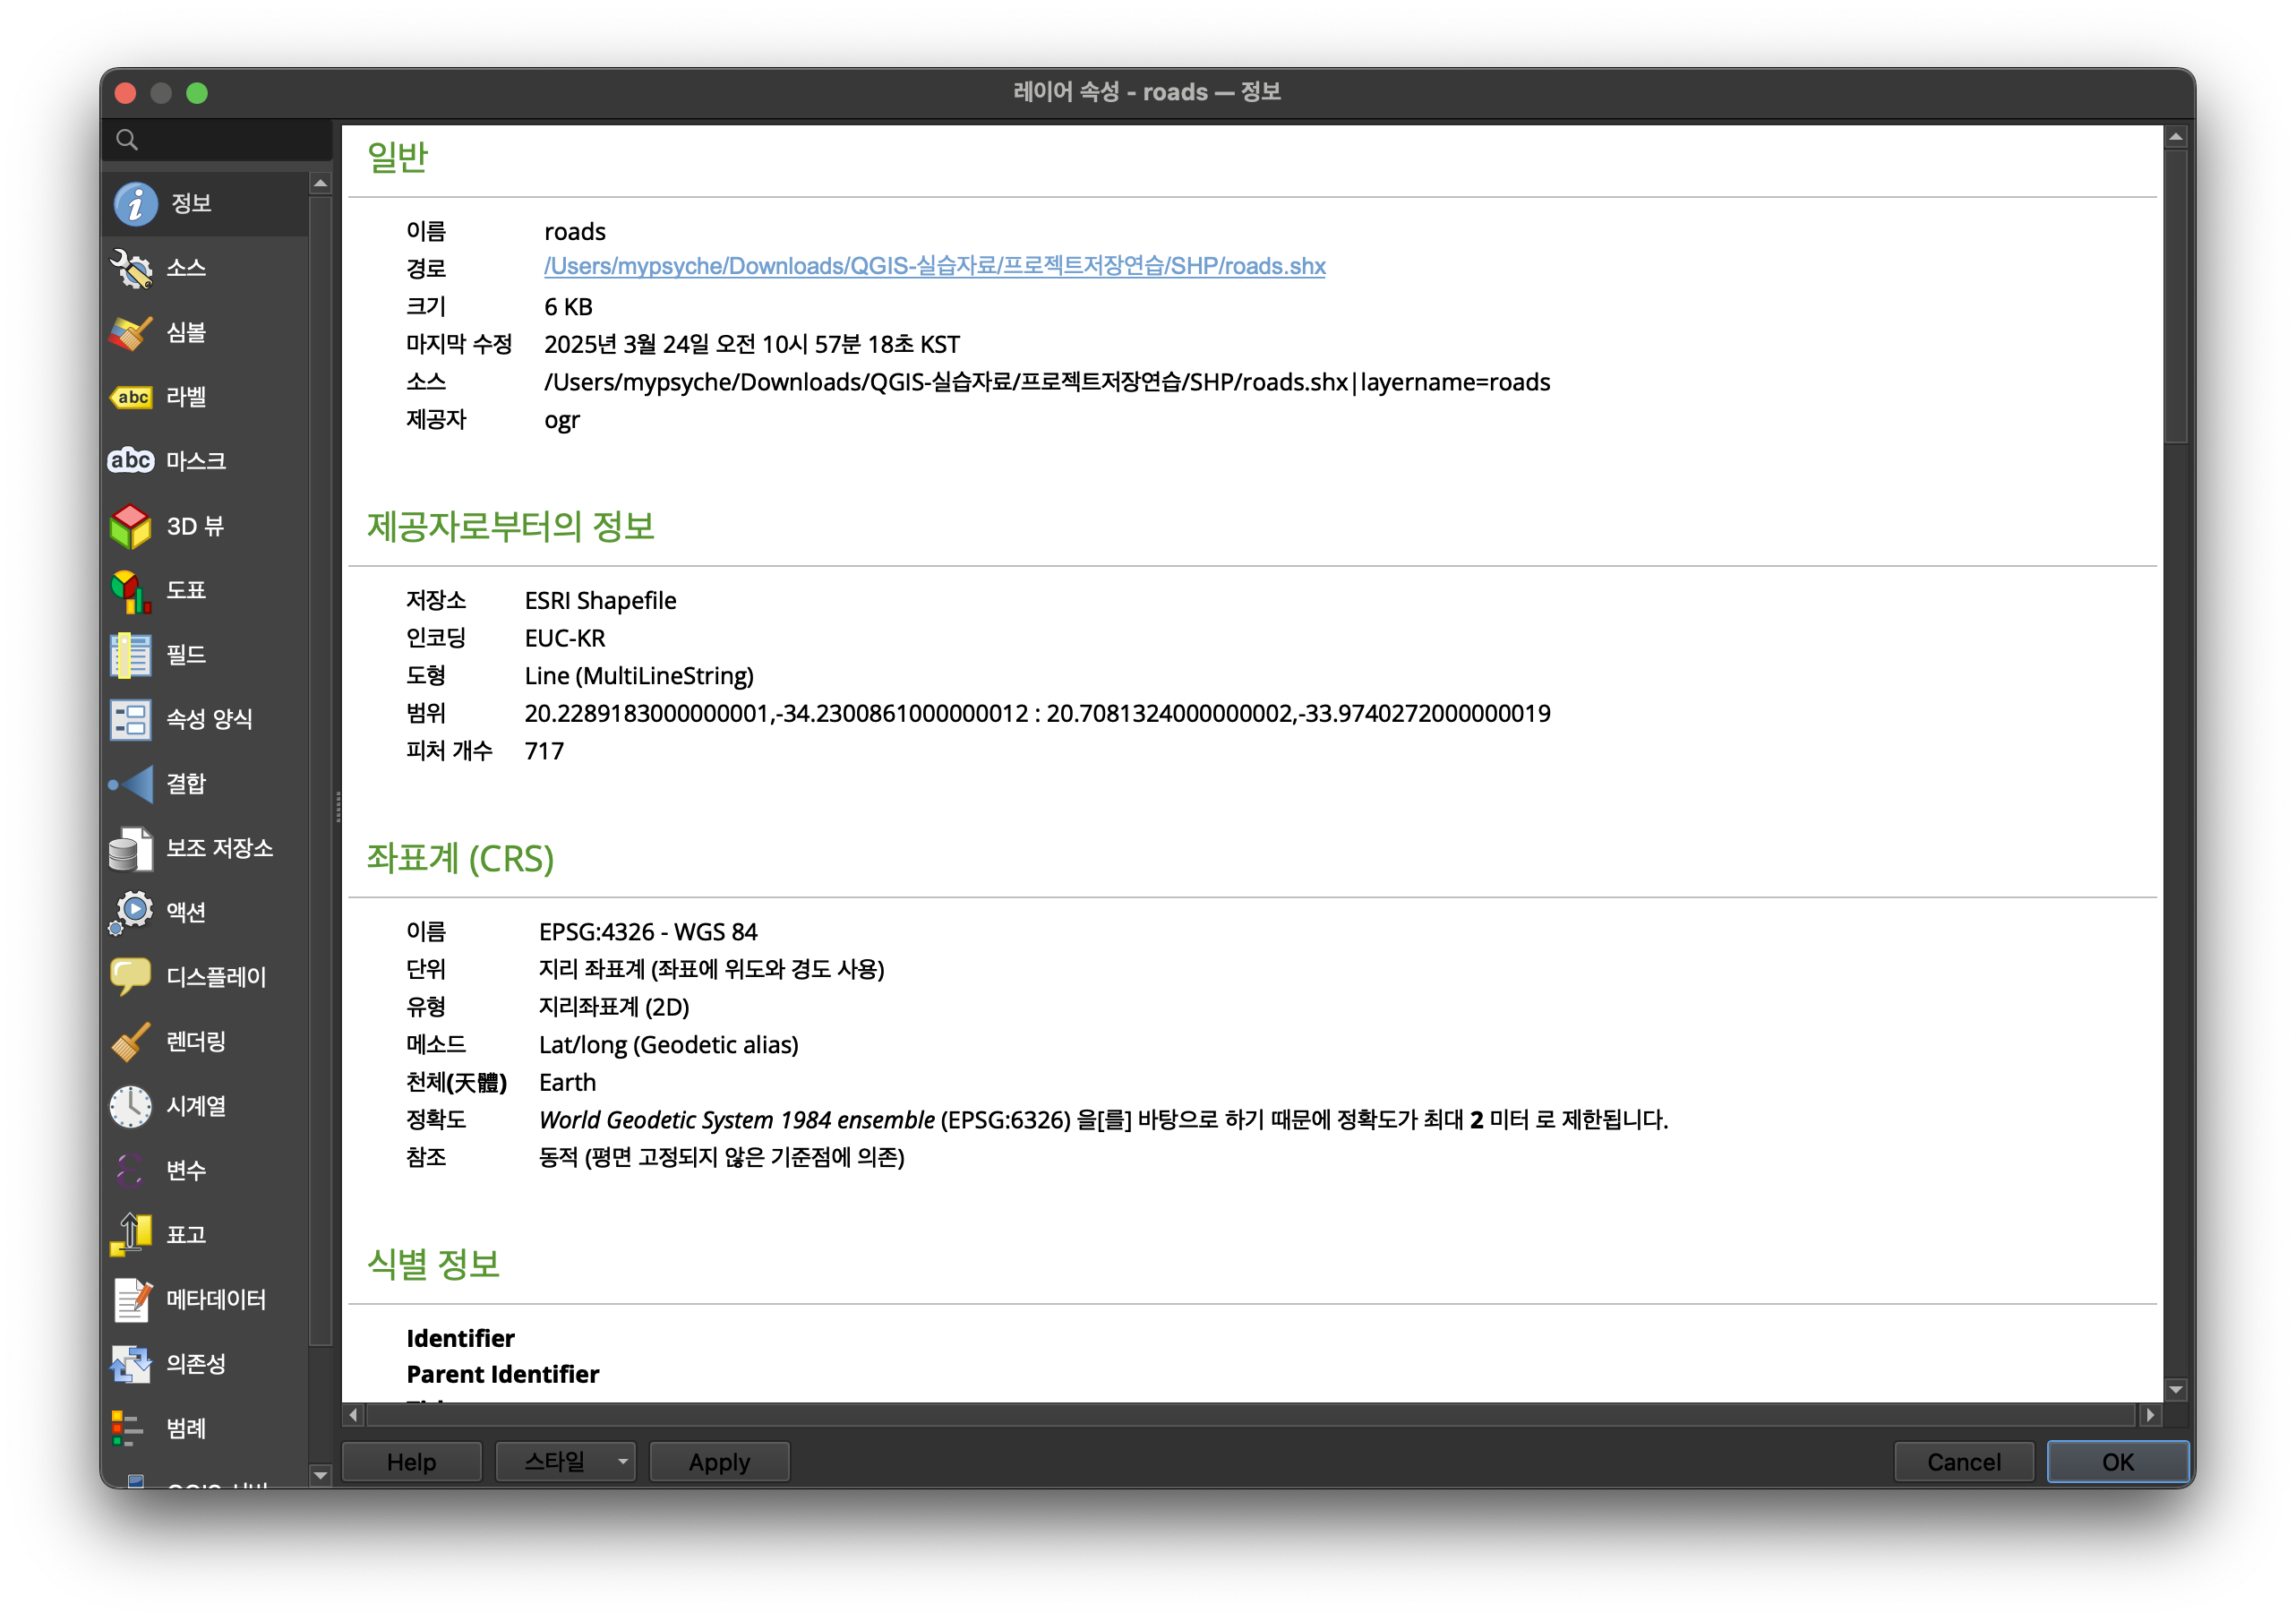 레이어 속성 - roads — 정보
정보
소스
심볼
라벨
마스크
3D 뷰
도표
필드
속성 양식
결합
보조 저장소
액션
디스플레이
렌더링
시계열
변수
표고
메타데이터
의존성
범례
일반
이름 roads
경로 /Users/mypsyche/Downloads/QGIS-실습자료/프로젝트저장연습/SHP/roads.shx
크기 6 KB
마지막 수정 2025년 3월 24일 오전 10시 57분 18초 KST
소스 /Users/mypsyche/Downloads/QGIS-실습자료/프로젝트저장연습/SHP/roads.shx|layername=roads
제공자 ogr
제공자로부터의 정보
저장소 ESRI Shapefile
인코딩 EUC-KR
도형 Line (MultiLineString)
범위 20.2289183000000001,-34.2300861000000012 : 20.7081324000000002,-33.9740272000000019
피처 개수 717
좌표계 (CRS)
이름 EPSG:4326 - WGS 84
단위 지리 좌표계 (좌표에 위도와 경도 사용)
유형 지리좌표계 (2D)
메소드 Lat/long (Geodetic alias)
천체(天體) Earth
정확도 World Geodetic System 1984 ensemble (EPSG:6326) 을[를] 바탕으로 하기 때문에 정확도가 최대 2 미터 로 제한됩니다.
참조 동적 (평면 고정되지 않은 기준점에 의존)
식별 정보
Identifier
Parent Identifier
Help 스타일 Apply Cancel OK